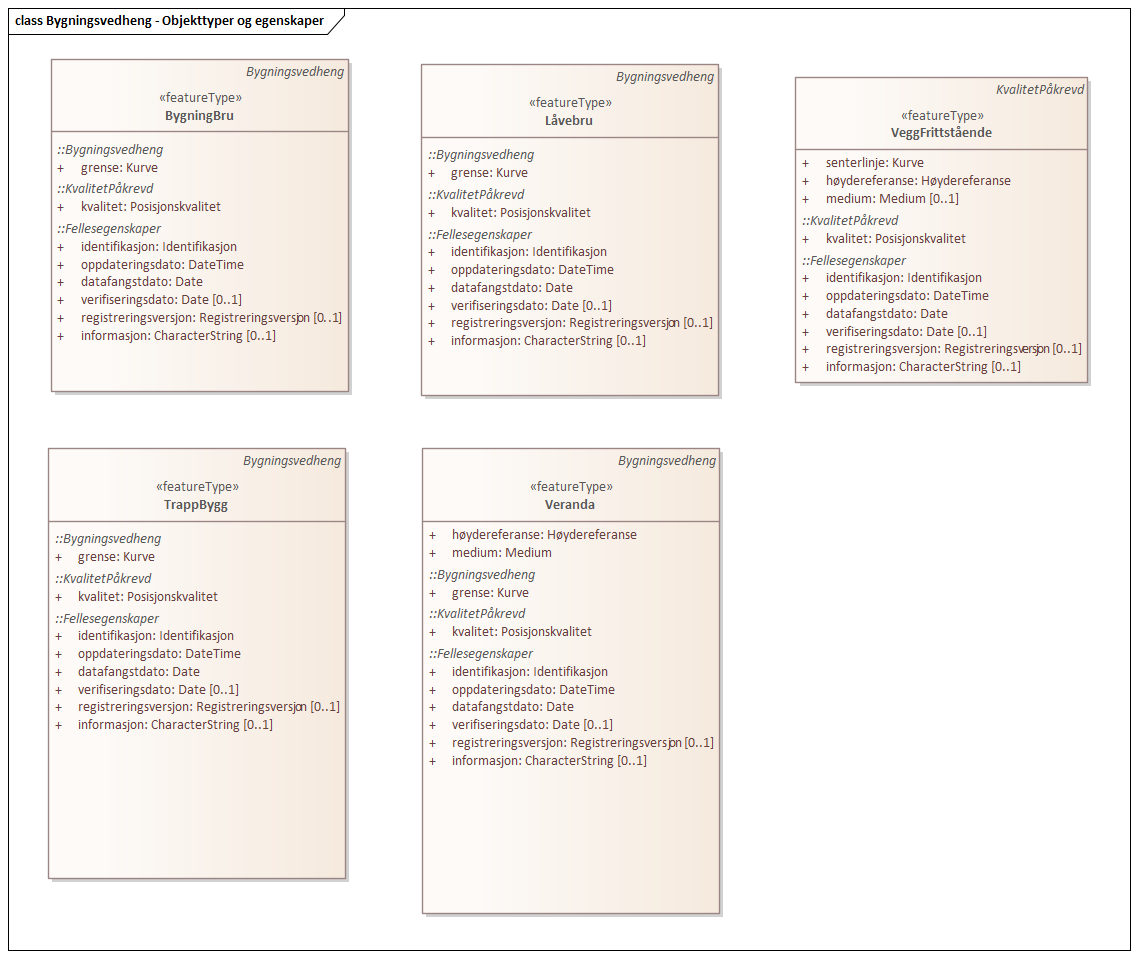 class Bygningsvedheng - Objekttyper og egenskaper
Bygningsvedheng
«featureType»
BygningBru
::Bygningsvedheng
+ grense: Kurve
::KvalitetPåkrevd
+ kvalitet: Posisjonskvalitet
::Fellesegenskaper
+ identifikasjon: Identifikasjon
+ oppdateringsdato: DateTime
+ datafangstdato: Date
+ verifiseringsdato: Date [0..1]
+ registreringsversjon: Registreringsversjon [0..1]
+ informasjon: CharacterString [0..1]
Bygningsvedheng
«featureType»
Låvebru
::Bygningsvedheng
+ grense: Kurve
::KvalitetPåkrevd
+ kvalitet: Posisjonskvalitet
::Fellesegenskaper
+ identifikasjon: Identifikasjon
+ oppdateringsdato: DateTime
+ datafangstdato: Date
+ verifiseringsdato: Date [0..1]
+ registreringsversjon: Registreringsversjon [0..1]
+ informasjon: CharacterString [0..1]
KvalitetPåkrevd
«featureType»
VeggFrittstående
+ senterlinje: Kurve
+ høydereferanse: Høydereferanse
+ medium: Medium [0..1]
::KvalitetPåkrevd
+ kvalitet: Posisjonskvalitet
::Fellesegenskaper
+ identifikasjon: Identifikasjon
+ oppdateringsdato: DateTime
+ datafangstdato: Date
+ verifiseringsdato: Date [0..1]
+ registreringsversjon: Registreringsversjon [0..1]
+ informasjon: CharacterString [0..1]
Bygningsvedheng
«featureType»
TrappBygg
::Bygningsvedheng
+ grense: Kurve
::KvalitetPåkrevd
+ kvalitet: Posisjonskvalitet
::Fellesegenskaper
+ identifikasjon: Identifikasjon
+ oppdateringsdato: DateTime
+ datafangstdato: Date
+ verifiseringsdato: Date [0..1]
+ registreringsversjon: Registreringsversjon [0..1]
+ informasjon: CharacterString [0..1]
Bygningsvedheng
«featureType»
Veranda
+ høydereferanse: Høydereferanse
+ medium: Medium
::Bygningsvedheng
+ grense: Kurve
::KvalitetPåkrevd
+ kvalitet: Posisjonskvalitet
::Fellesegenskaper
+ identifikasjon: Identifikasjon
+ oppdateringsdato: DateTime
+ datafangstdato: Date
+ verifiseringsdato: Date [0..1]
+ registreringsversjon: Registreringsversjon [0..1]
+ informasjon: CharacterString [0..1]